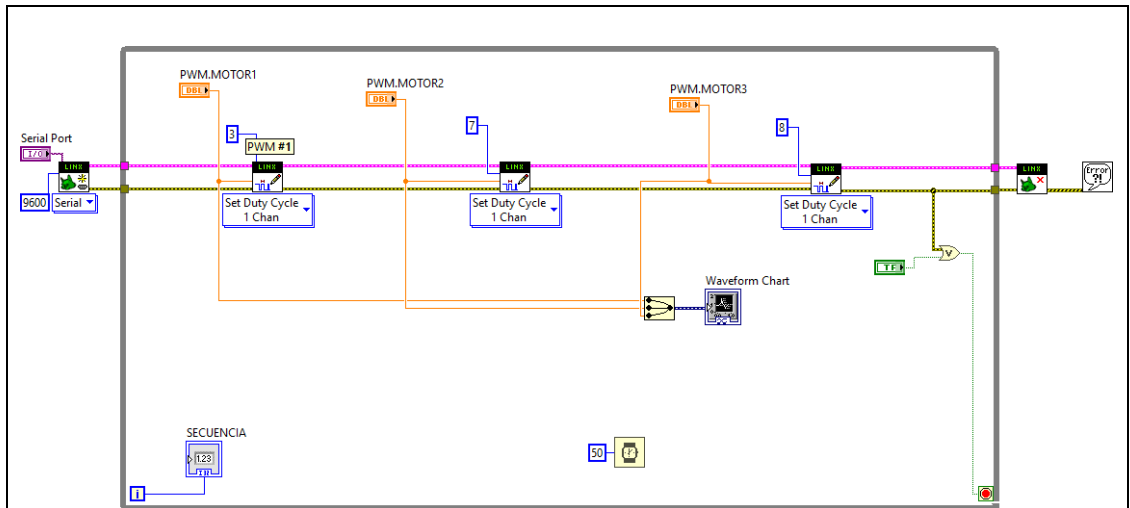 PWM.MOTOR1
DBL
PWM.MOTOR2
DBL
PWM.MOTOR3
DBL
3
PWM #1
7
8
Serial Port
I/O
LINX
LINX
LINX
LINX
LINX
Error
?!
9600
Serial
Set Duty Cycle
1 Chan
Set Duty Cycle
1 Chan
Set Duty Cycle
1 Chan
V
TF
Waveform Chart
SECUENCIA
1.23
50
i